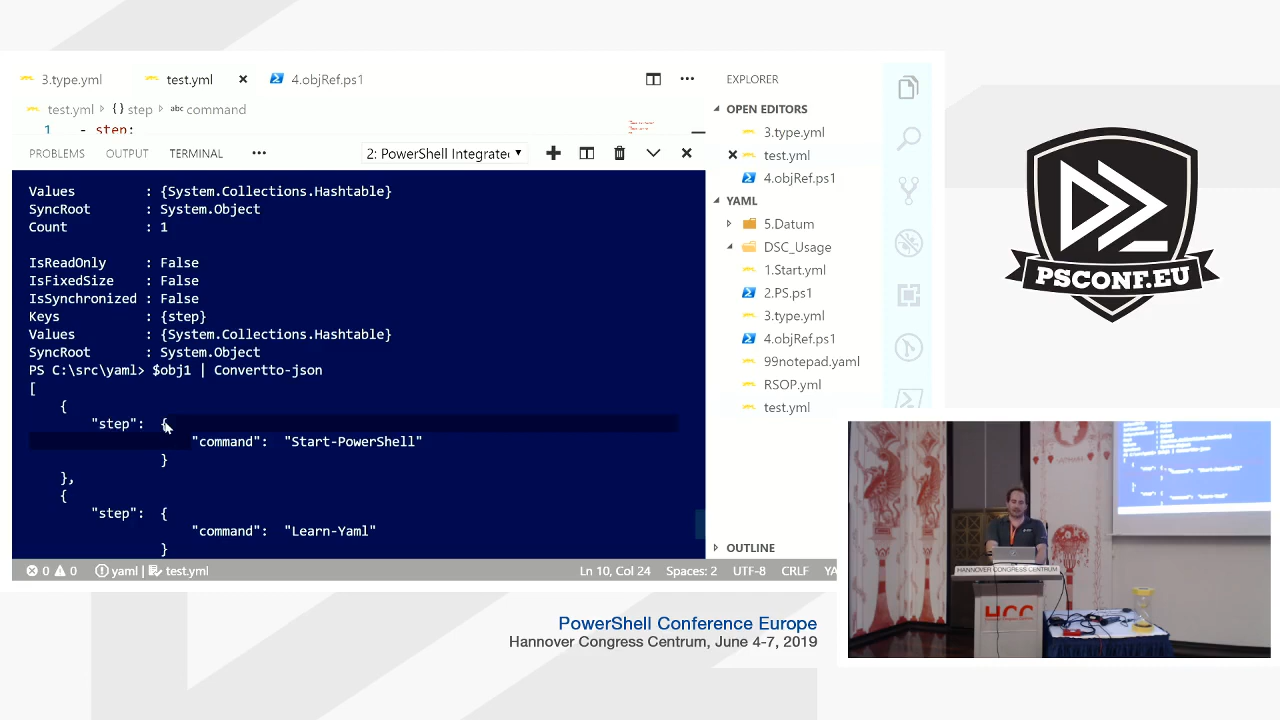 3.type.yml
test.yml
4.objRef.ps1
test.yml > {} step > abc command
1 - step:
PROBLEMS OUTPUT TERMINAL ••• 2: PowerShell Integrate
Values : {System.Collections.Hashtable}
SyncRoot : System.Object
Count : 1
IsReadOnly : False
IsFixedSize : False
IsSynchronized : False
Keys : {step}
Values : {System.Collections.Hashtable}
SyncRoot : System.Object
PS C:\src\yaml> $obj1 | Convertto-json
[
{
"step": {
"command": "Start-PowerShell"
}
},
{
"step": {
"command": "Learn-Yaml"
}
0 0 yaml | test.yml Ln 10, Col 24 Spaces: 2 UTF-8 CRLF YA
EXPLORER
OPEN EDITORS
3.type.yml
test.yml
4.objRef.ps1
YAML
5.Datum
DSC_Usage
1.Start.yml
2.PS.ps1
3.type.yml
4.objRef.ps1
99notepad.yaml
RSOP.yml
test.yml
OUTLINE
PSCONF.EU
HANNOVER CONGRESS CENTRUM
HCC
PowerShell Conference Europe
Hannover Congress Centrum, June 4-7, 2019